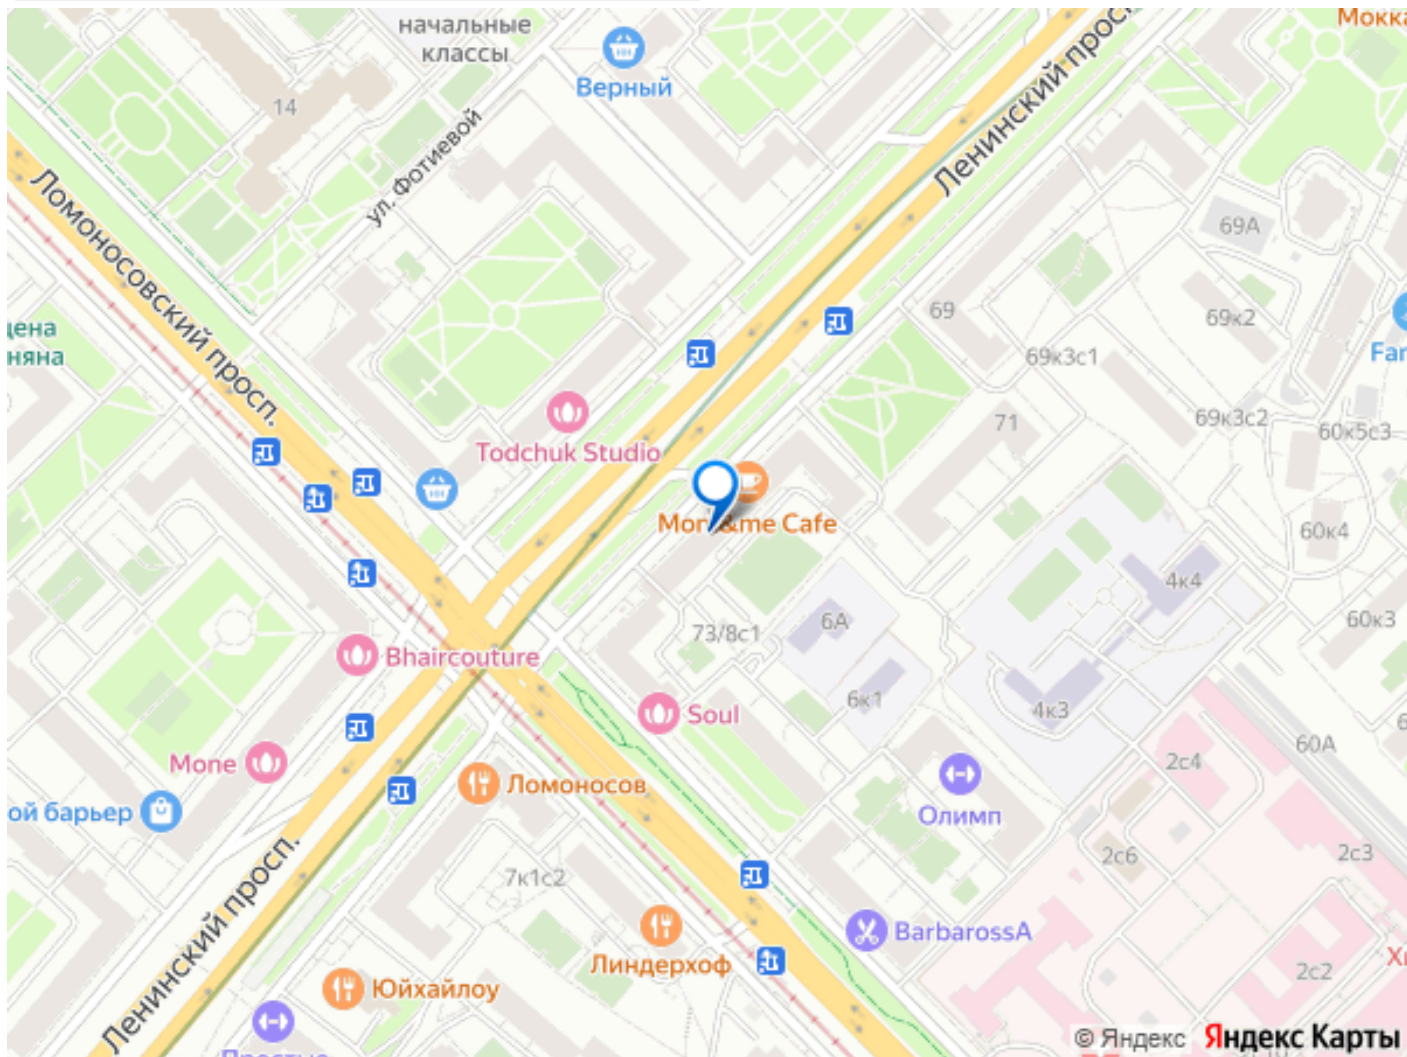 начальные
классы
Мокка
Верный
14
ул. Фотиевой
Ленинский просп.
Ломоносовский просп.
69А
69
69к2
69к3с1
69к3с2
60к5с3
71
Todchuk Studio
60к4
4к4
6А
73/8с1
60к3
Bhaircouture
6к1
4к3
Soul
60А
2с4
Mone
Ломоносов
Олимп
ой барьер
2с6
2с3
7к1с2
BarbarossA
Линдерхоф
2с2
Юйхайлоу
Ленинский просп.
© Яндекс Яндекс Карты